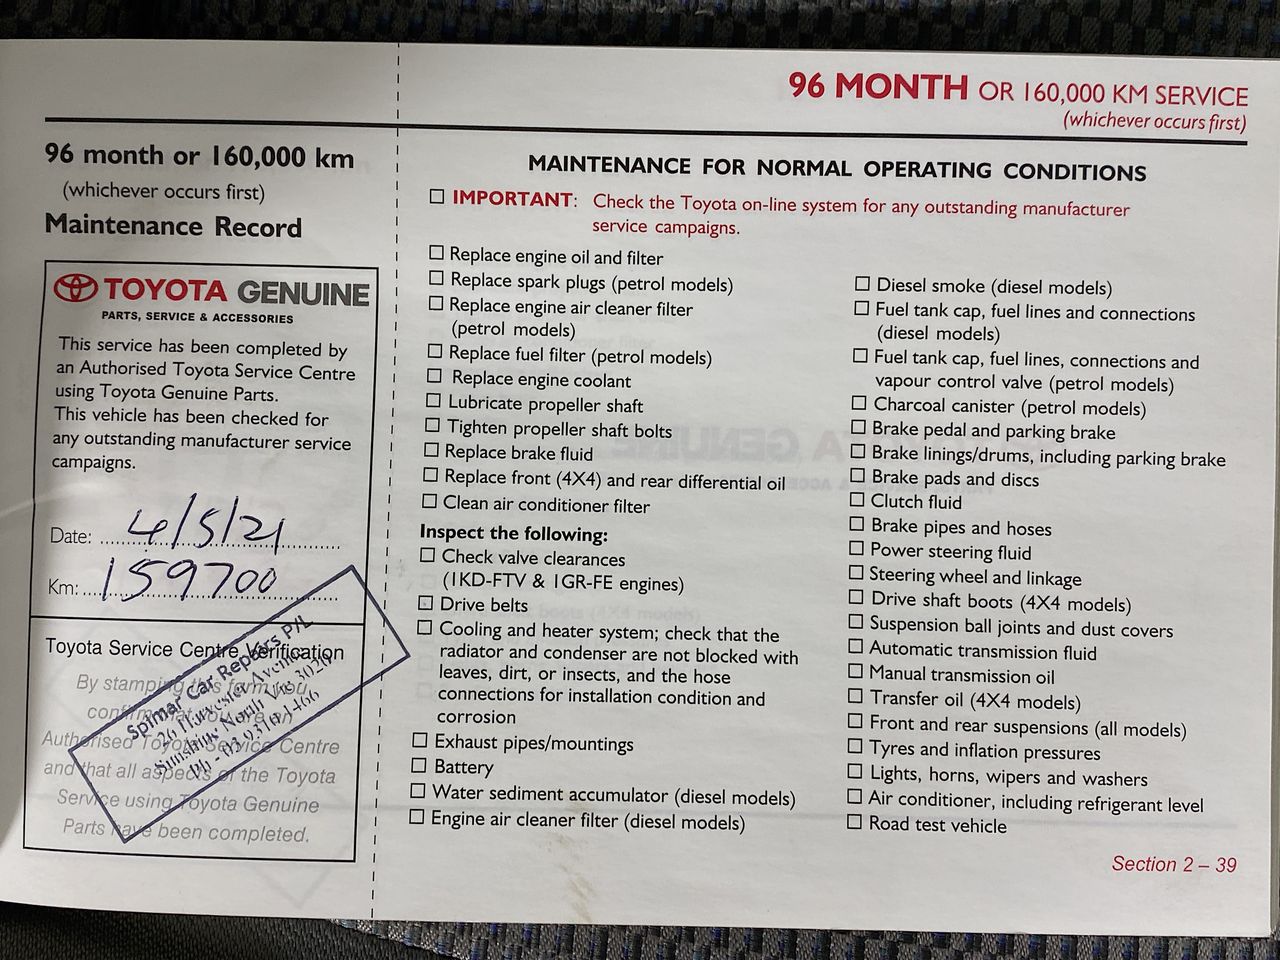 96 MONTH OR 160,000 KM SERVICE
(whichever occurs first)
96 month or 160,000 km
(whichever occurs first)
Maintenance Record
TOYOTA GENUINE
PARTS, SERVICE & ACCESSORIES
This service has been completed by
an Authorised Toyota Service Centre
using Toyota Genuine Parts.
This vehicle has been checked for
any outstanding manufacturer service
campaigns.
Date: 4/5/21
Km: 159700
Toyota Service Centre Verification
By stamping this form you
confirm that you are an
Authorised Toyota Service Centre
and that all aspects of the Toyota
Service using Toyota Genuine
Parts have been completed.
Spimar Car Repairs P/L
26 Harvester Avenue
Sunshine North Vic 3020
Ph - 03 9310 1466
MAINTENANCE FOR NORMAL OPERATING CONDITIONS
IMPORTANT: Check the Toyota on-line system for any outstanding manufacturer
service campaigns.
Replace engine oil and filter
Replace spark plugs (petrol models)
Replace engine air cleaner filter
(petrol models)
Replace fuel filter (petrol models)
Replace engine coolant
Lubricate propeller shaft
Tighten propeller shaft bolts
Replace brake fluid
Replace front (4X4) and rear differential oil
Clean air conditioner filter
Inspect the following:
Check valve clearances
(1KD-FTV & 1GR-FE engines)
Drive belts
Cooling and heater system; check that the
radiator and condenser are not blocked with
leaves, dirt, or insects, and the hose
connections for installation condition and
corrosion
Exhaust pipes/mountings
Battery
Water sediment accumulator (diesel models)
Engine air cleaner filter (diesel models)
Diesel smoke (diesel models)
Fuel tank cap, fuel lines and connections
(diesel models)
Fuel tank cap, fuel lines, connections and
vapour control valve (petrol models)
Charcoal canister (petrol models)
Brake pedal and parking brake
Brake linings/drums, including parking brake
Brake pads and discs
Clutch fluid
Brake pipes and hoses
Power steering fluid
Steering wheel and linkage
Drive shaft boots (4X4 models)
Suspension ball joints and dust covers
Automatic transmission fluid
Manual transmission oil
Transfer oil (4X4 models)
Front and rear suspensions (all models)
Tyres and inflation pressures
Lights, horns, wipers and washers
Air conditioner, including refrigerant level
Road test vehicle
Section 2 – 39